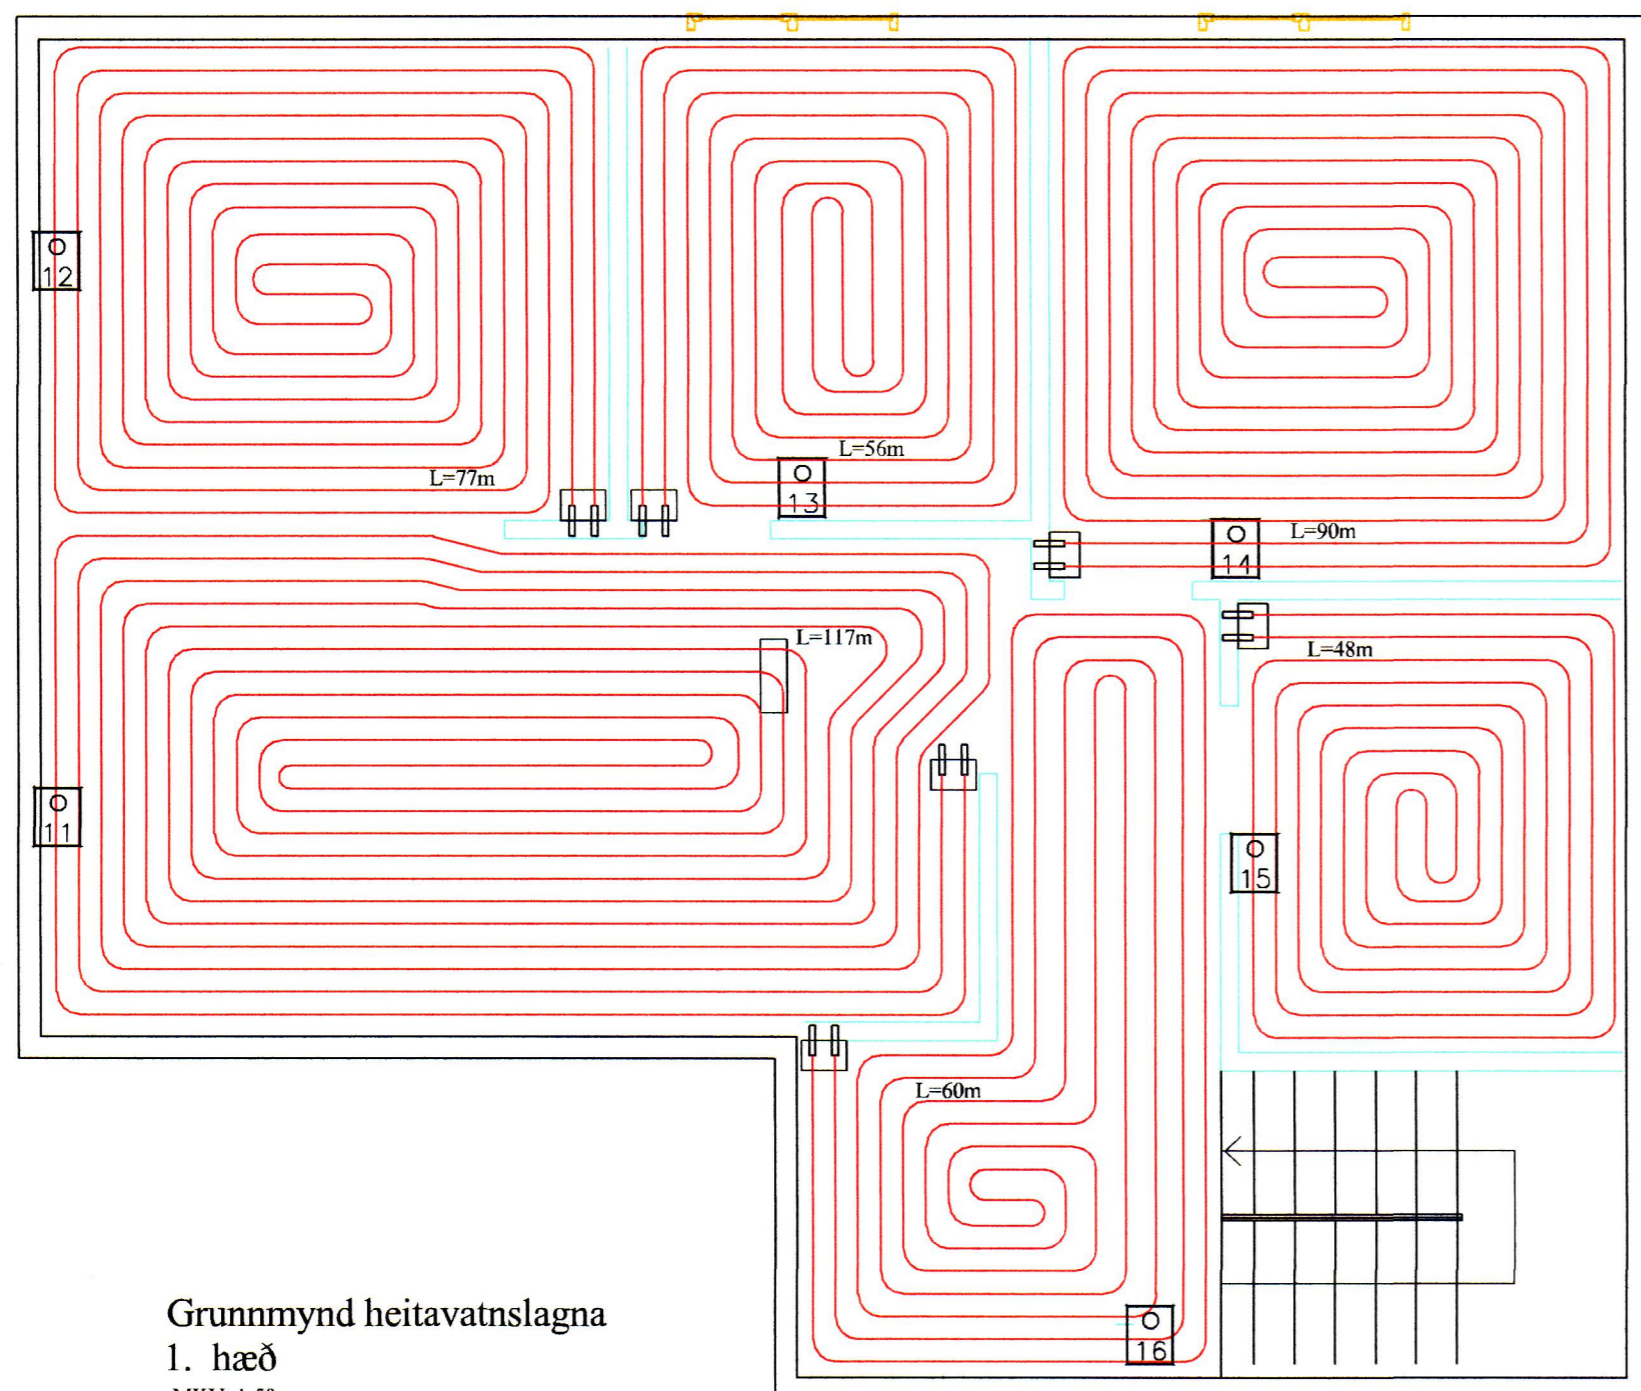 12
L=77m
L=56m
13
L=90m
14
L=117m
L=48m
11
15
L=60m
16
Grunnmynd heitavatnslagna
1. hæð